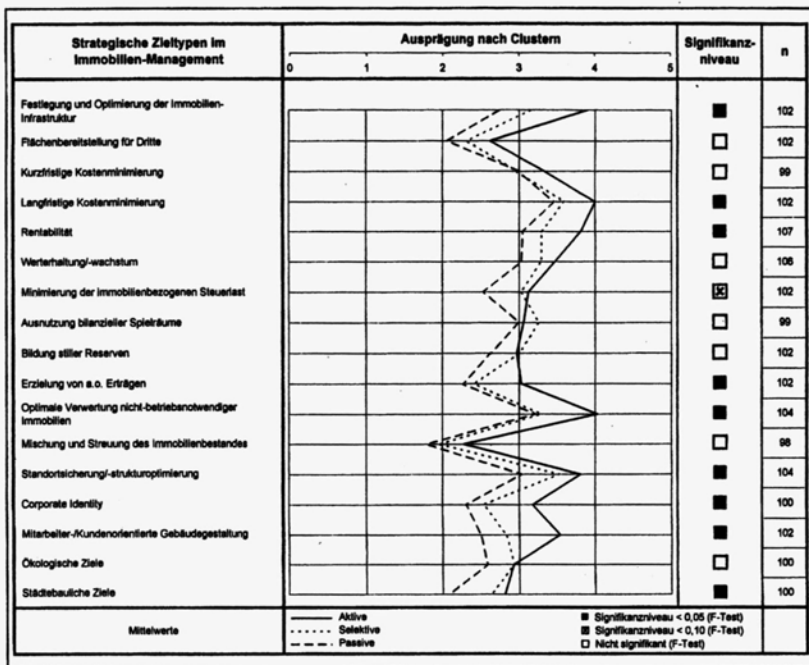 Strategische Zieltypen im
Immobilien-Management
Ausprägung nach Clustern
0 1 2 3 4 5
Signifikanz-
niveau
n
Festlegung und Optimierung der Immobilien-
Infrastruktur
102
Flächenbereitstellung für Dritte
102
Kurzfristige Kostenminimierung
99
Langfristige Kostenminimierung
102
Rentabilität
107
Werterhaltung/-wachstum
106
Minimierung der immobilienbezogenen Steuerlast
102
Ausnutzung bilanzieller Spielräume
99
Bildung stiller Reserven
102
Erzielung von a.o. Erträgen
102
Optimale Verwertung nicht-betriebsnotwendiger
Immobilien
104
Mischung und Streuung des Immobilienbestandes
98
Standortsicherung/-strukturoptimierung
104
Corporate Identity
100
Mitarbeiter-/Kundenorientierte Gebäudegestaltung
102
Ökologische Ziele
100
Städtebauliche Ziele
100
Mittelwerte
Aktive
Selektive
Passive
Signifikanzniveau < 0,05 (F-Test)
Signifikanzniveau < 0,10 (F-Test)
Nicht signifikant (F-Test)